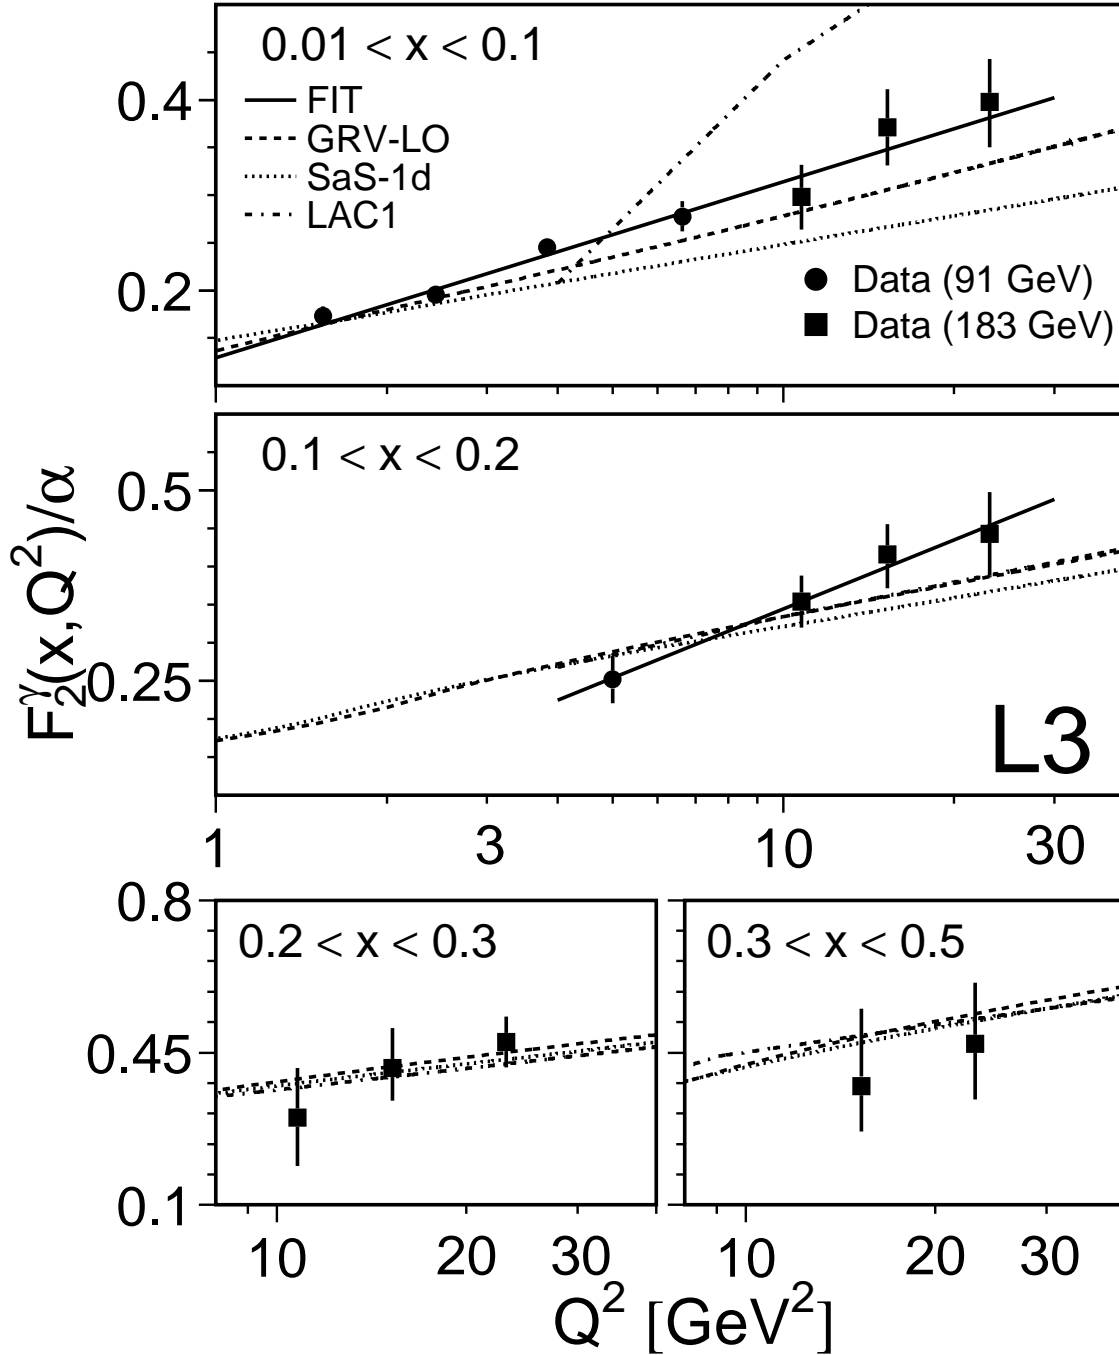 0.01 < x < 0.1
FIT
GRV-LO
SaS-1d
LAC1
Data (91 GeV)
Data (183 GeV)
0.4
0.2
0.1 < x < 0.2
0.5
0.25
L3
F₂^γ(x,Q²)/α
1 3 10 30
0.8
0.45
0.1
0.2 < x < 0.3
0.3 < x < 0.5
10 20 30
10 20 30
Q² [GeV²]